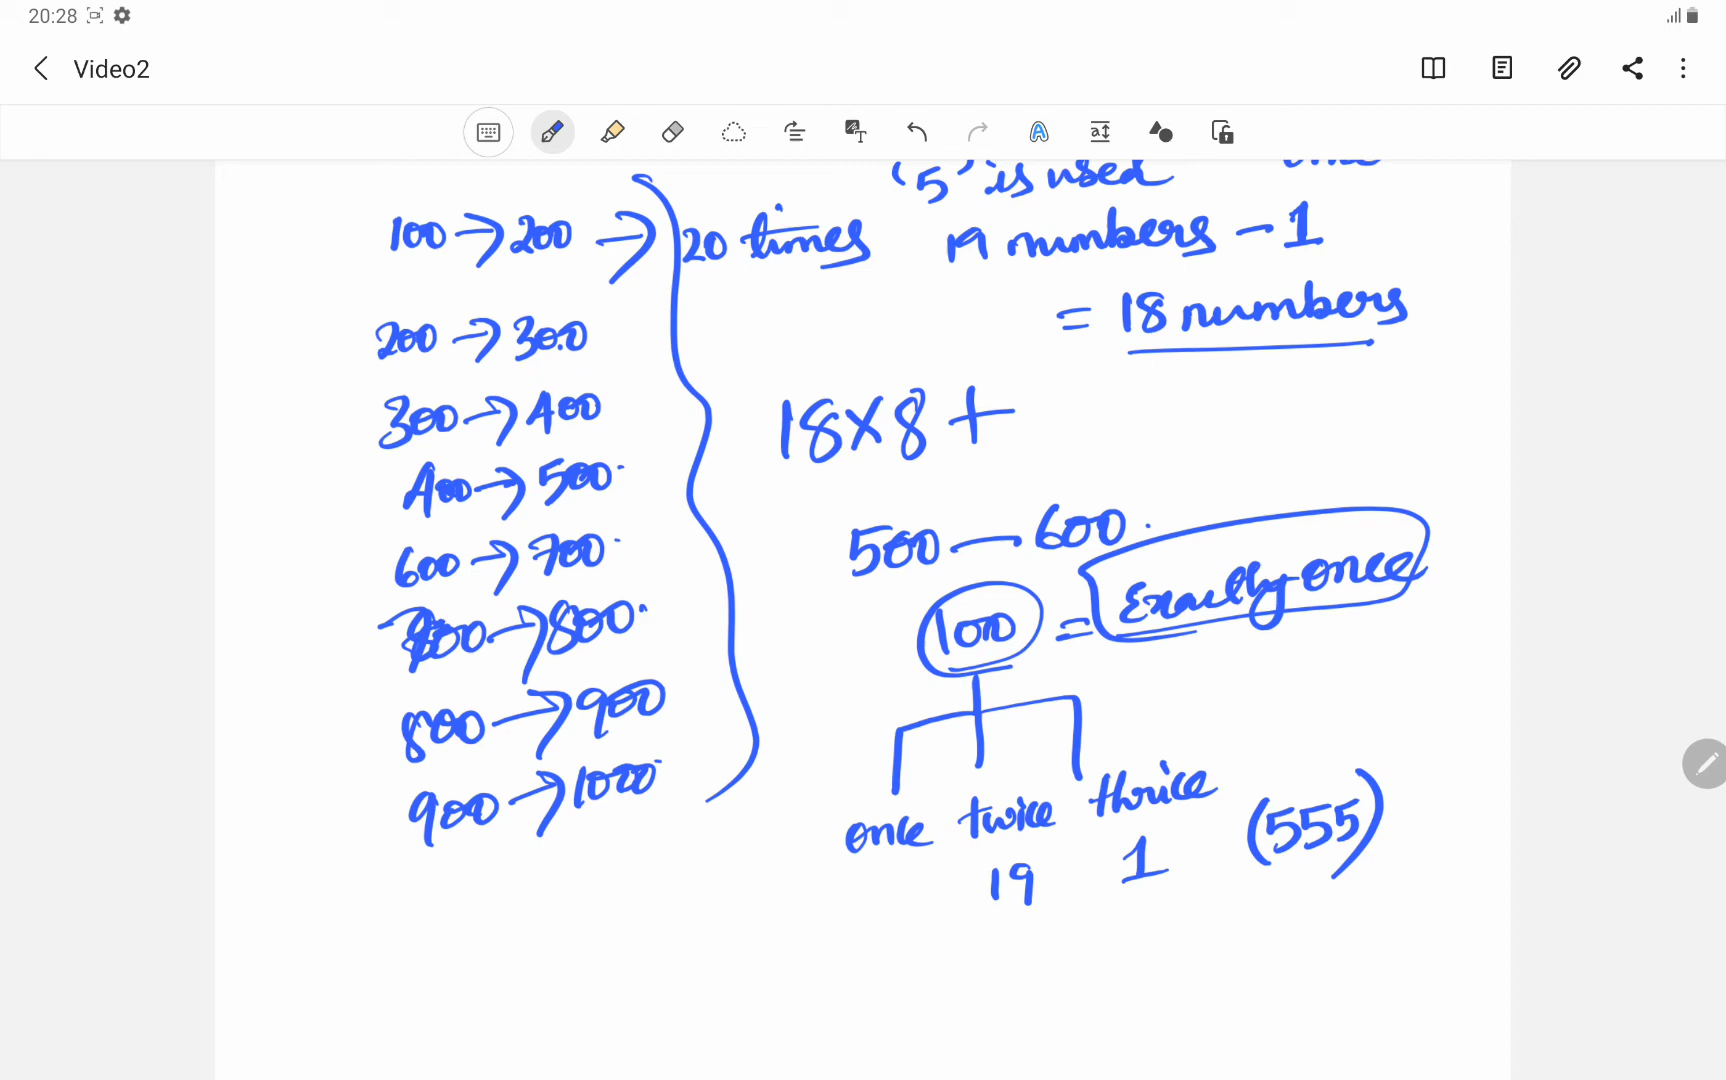 20:28
Video2
'5' is used
100 → 200 → 20 times 19 numbers - 1
= 18 numbers
200 → 300
18 x 8 +
300 → 400
400 → 500
500 — 600
600 → 700
100 = Exactly once
→ 800
800 → 900
once twice thrice (555)
19 1
900 → 1000